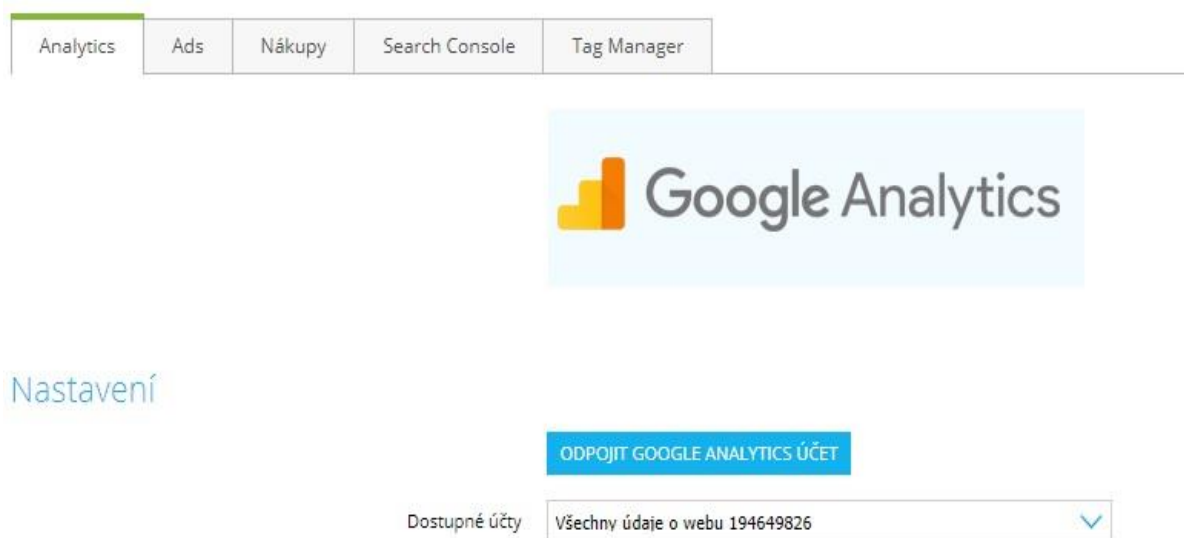 Analytics Ads Nákupy Search Console Tag Manager
Google Analytics
Nastavení
ODPOJIT GOOGLE ANALYTICS ÚČET
Dostupné účty Všechny údaje o webu 194649826